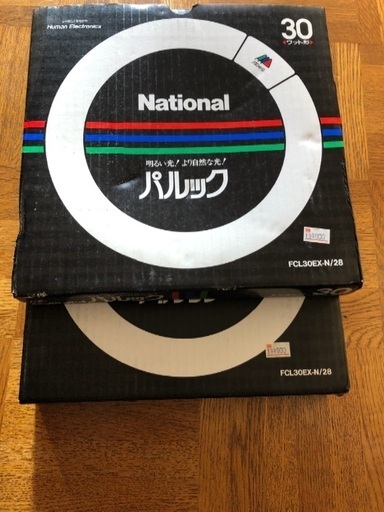 Human Electronics
30
ワット形
National
明るい光！より自然な光！
パルック
FCL30EX-N/28
30
FCL30EX-N/28